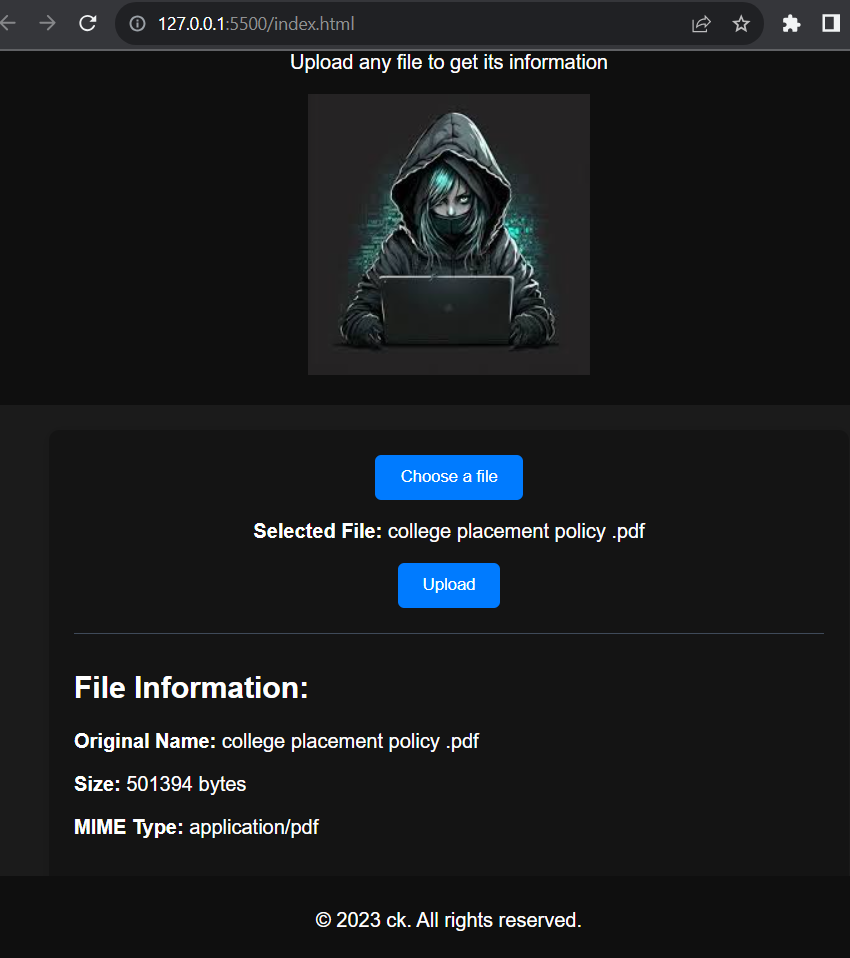 127.0.0.1:5500/index.html
Upload any file to get its information
Choose a file
Selected File: college placement policy .pdf
Upload
File Information:
Original Name: college placement policy .pdf
Size: 501394 bytes
MIME Type: application/pdf
© 2023 ck. All rights reserved.